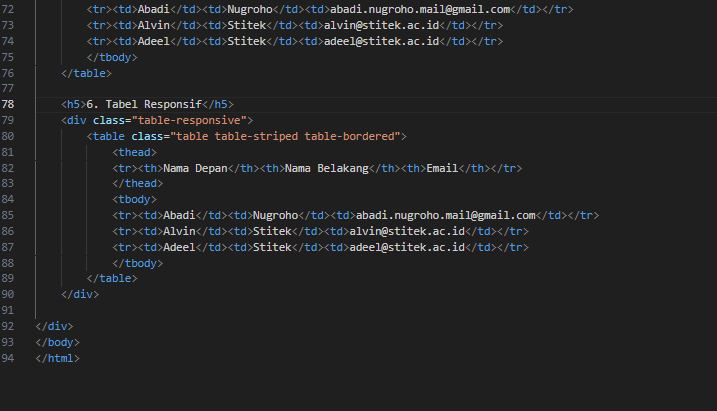 72 <tr><td>Abadi</td><td>Nugroho</td><td>abadi.nugroho.mail@gmail.com</td></tr>
73 <tr><td>Alvin</td><td>Stitek</td><td>alvin@stitek.ac.id</td></tr>
74 <tr><td>Adeel</td><td>Stitek</td><td>adeel@stitek.ac.id</td></tr>
75 </tbody>
76 </table>
77
78 <h5>6. Tabel Responsif</h5>
79 <div class="table-responsive">
80 <table class="table table-striped table-bordered">
81 <thead>
82 <tr><th>Nama Depan</th><th>Nama Belakang</th><th>Email</th></tr>
83 </thead>
84 <tbody>
85 <tr><td>Abadi</td><td>Nugroho</td><td>abadi.nugroho.mail@gmail.com</td></tr>
86 <tr><td>Alvin</td><td>Stitek</td><td>alvin@stitek.ac.id</td></tr>
87 <tr><td>Adeel</td><td>Stitek</td><td>adeel@stitek.ac.id</td></tr>
88 </tbody>
89 </table>
90 </div>
91
92 </div>
93 </body>
94 </html>